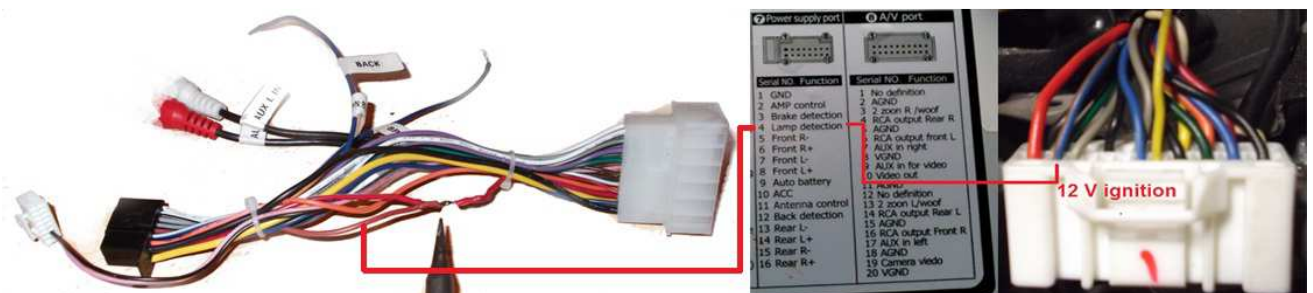 BACK
AUX L IN
7 Power supply port
Serial NO. Function
1 GND
2 AMP control
3 Brake detection
4 Lamp detection
5 Front R-
6 Front R+
7 Front L-
8 Front L+
9 Auto battery
10 ACC
11 Antenna control
12 Back detection
13 Rear L-
14 Rear L+
15 Rear R-
16 Rear R+
8 A/V port
Serial NO. Function
1 No definition
2 AGND
3 2 zoon R /woof
4 RCA output Rear R
AGND
RCA output front L
7 AUX in right
8 VGND
9 AUX in for video
0 Video out
11 AGND
12 No definition
13 2 zoon L/woof
14 RCA output Rear L
15 AGND
16 RCA output Front R
17 AUX in left
18 AGND
19 Camera viedo
20 VGND
12 V ignition